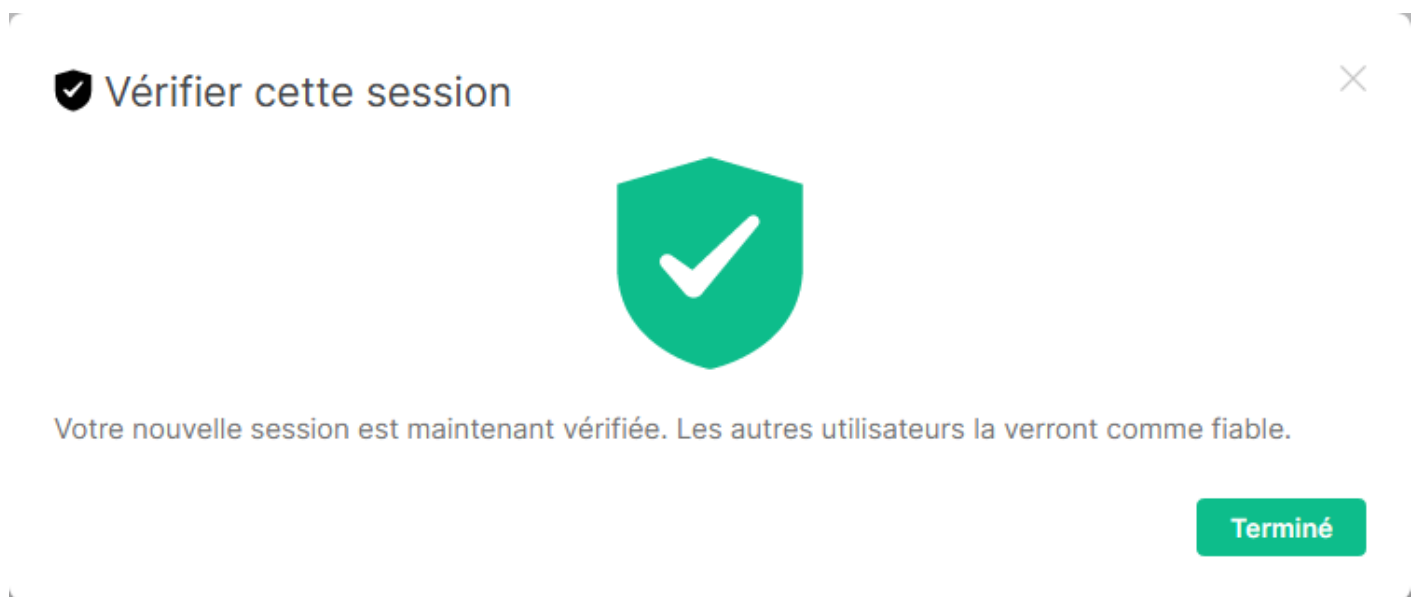 Vérifier cette session
Votre nouvelle session est maintenant vérifiée. Les autres utilisateurs la verront comme fiable.
Terminé